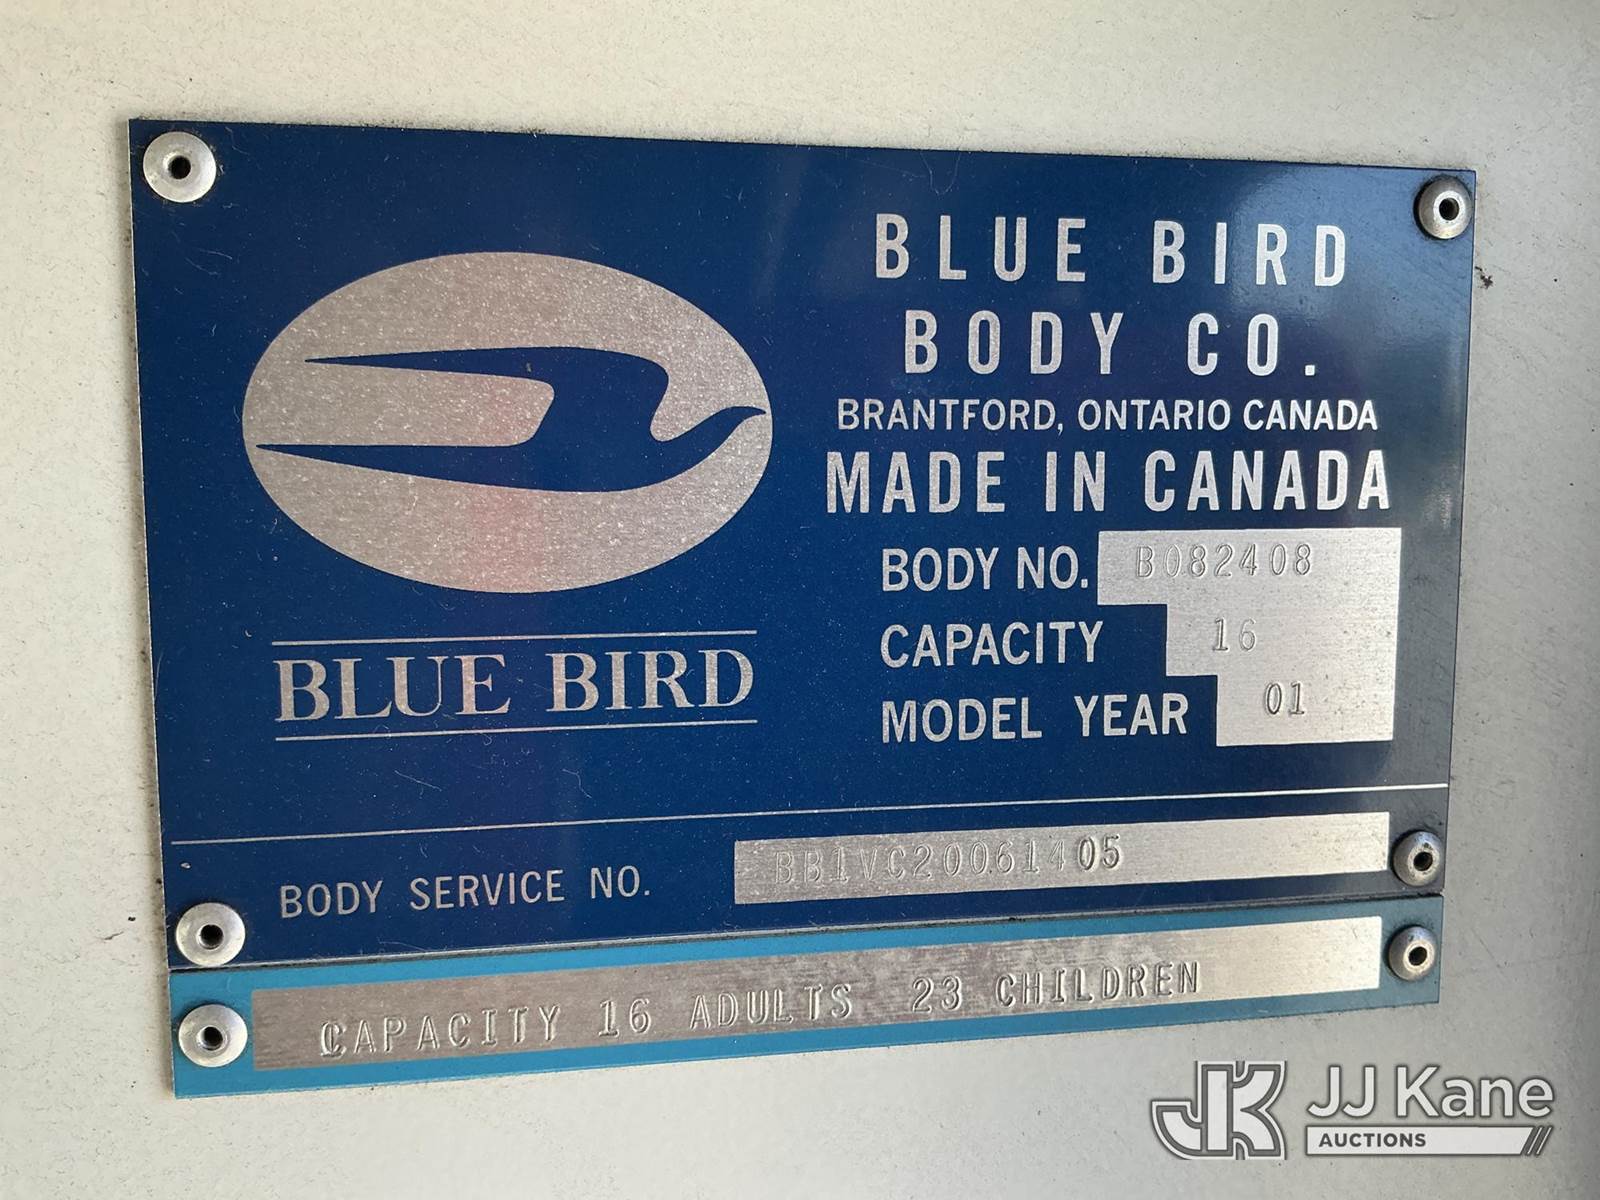 BLUE BIRD
BODY CO.
BRANTFORD, ONTARIO CANADA
MADE IN CANADA
BODY NO. B082408
CAPACITY 16
MODEL YEAR 01
BLUE BIRD
BODY SERVICE NO. BB1VC20061405
CAPACITY 16 ADULTS 23 CHILDREN
JK JJ Kane
AUCTIONS